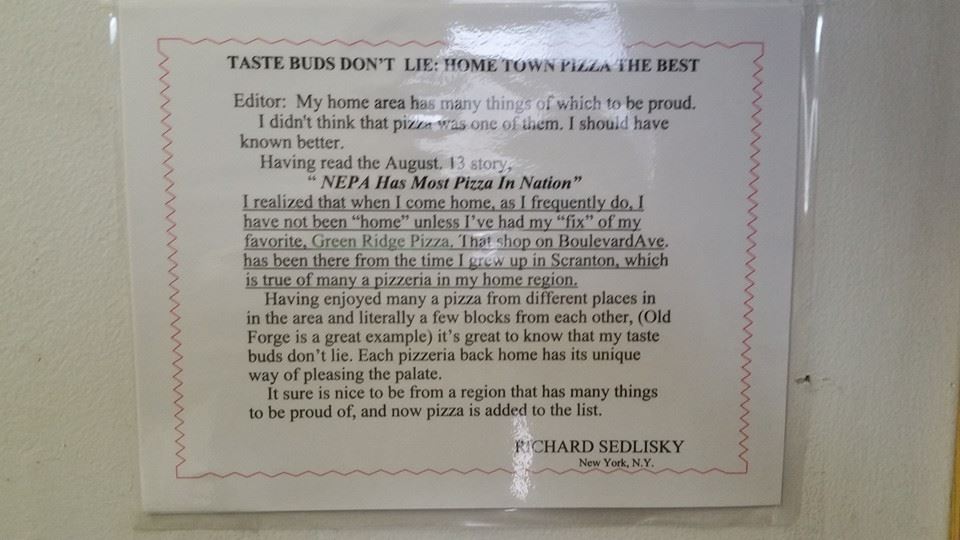 TASTE BUDS DON'T LIE: HOME TOWN PIZZA THE BEST
Editor: My home area has many things of which to be proud.
I didn't think that pizza was one of them. I should have
known better.
Having read the August. 13 story,
“ NEPA Has Most Pizza In Nation”
I realized that when I come home, as I frequently do, I
have not been “home” unless I've had my “fix” of my
favorite, Green Ridge Pizza. That shop on BoulevardAve.
has been there from the time I grew up in Scranton, which
is true of many a pizzeria in my home region.
Having enjoyed many a pizza from different places in
in the area and literally a few blocks from each other, (Old
Forge is a great example) it's great to know that my taste
buds don't lie. Each pizzeria back home has its unique
way of pleasing the palate.
It sure is nice to be from a region that has many things
to be proud of, and now pizza is added to the list.
RICHARD SEDLISKY
New York, N.Y.